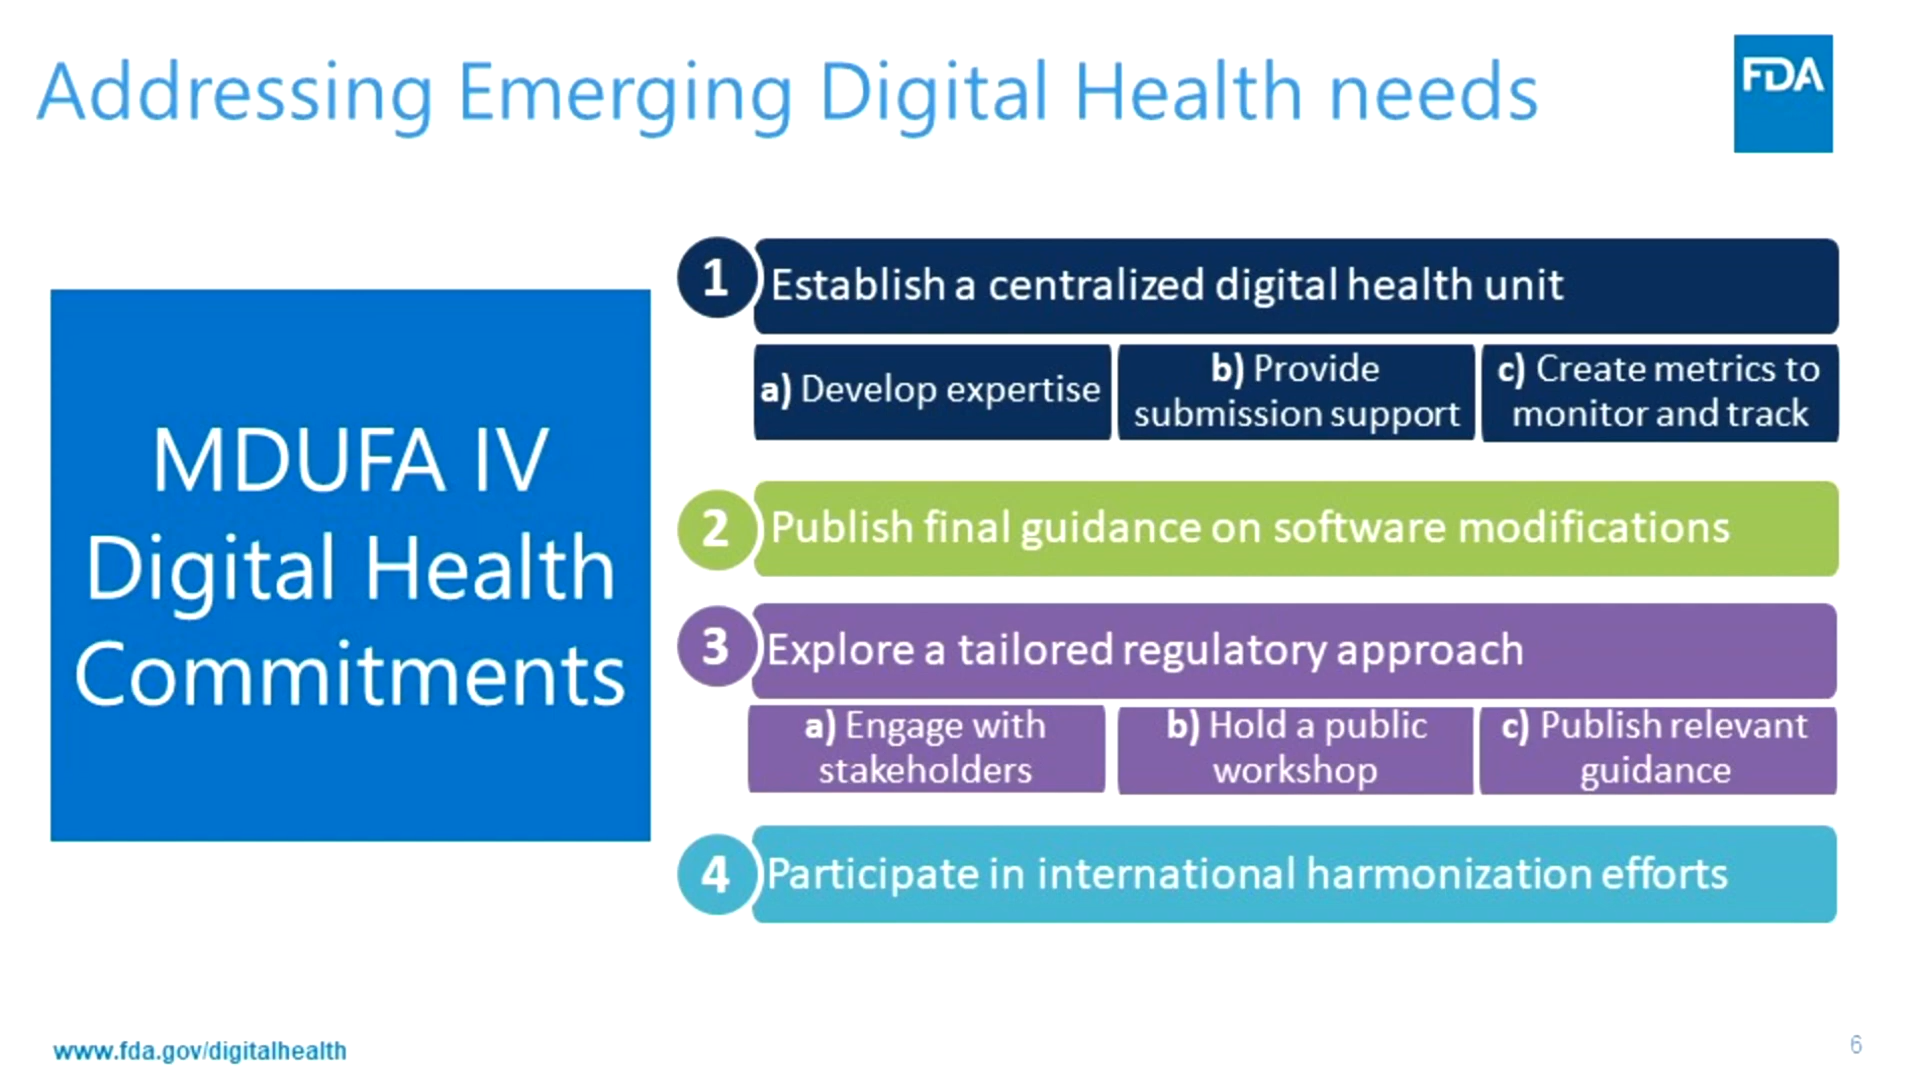 Addressing Emerging Digital Health needs
FDA
MDUFA IV
Digital Health
Commitments
1
Establish a centralized digital health unit
a) Develop expertise
b) Provide
submission support
c) Create metrics to
monitor and track
2
Publish final guidance on software modifications
3
Explore a tailored regulatory approach
a) Engage with
stakeholders
b) Hold a public
workshop
c) Publish relevant
guidance
4
Participate in international harmonization efforts
www.fda.gov/digitalhealth
6